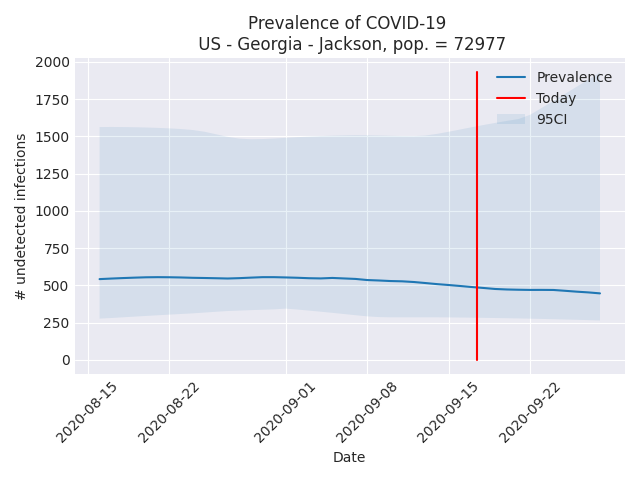 Prevalence of COVID-19
US - Georgia - Jackson, pop. = 72977
2000
1750
1500
1250
1000
750
500
250
0
# undetected infections
Prevalence
Today
95CI
2020-08-15
2020-08-22
2020-09-01
2020-09-08
2020-09-15
2020-09-22
Date